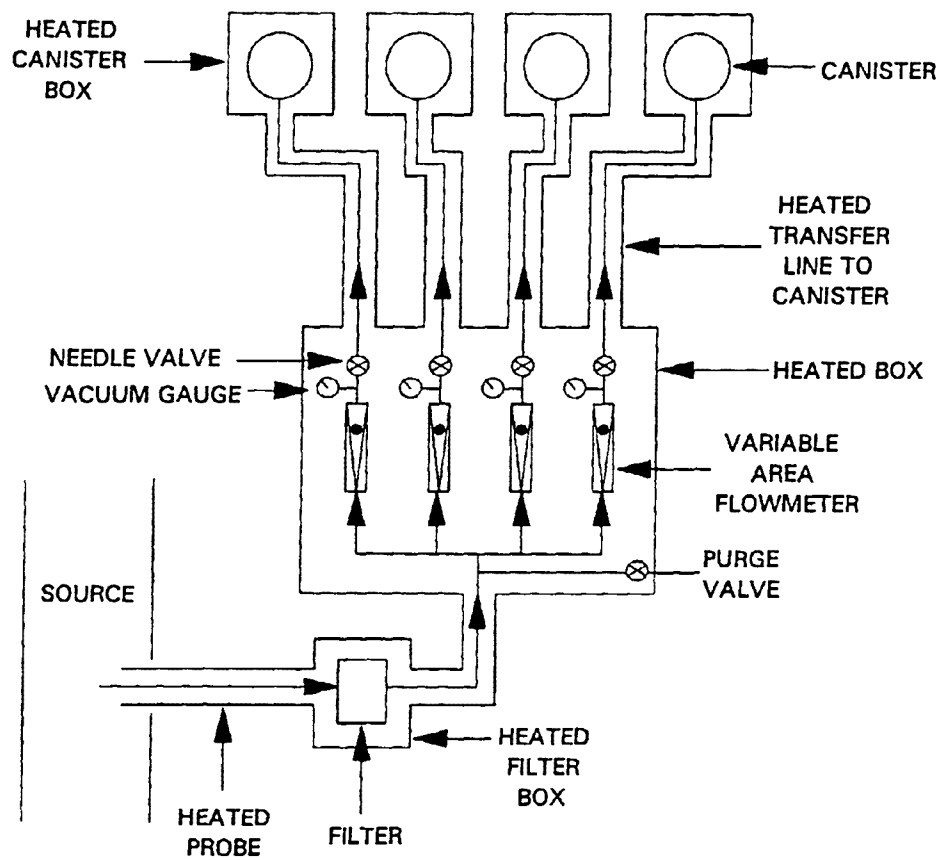 HEATED
CANISTER
BOX
CANISTER
HEATED
TRANSFER
LINE TO
CANISTER
NEEDLE VALVE
VACUUM GAUGE
HEATED BOX
VARIABLE
AREA
FLOWMETER
PURGE
VALVE
SOURCE
HEATED
FILTER
BOX
HEATED
PROBE
FILTER